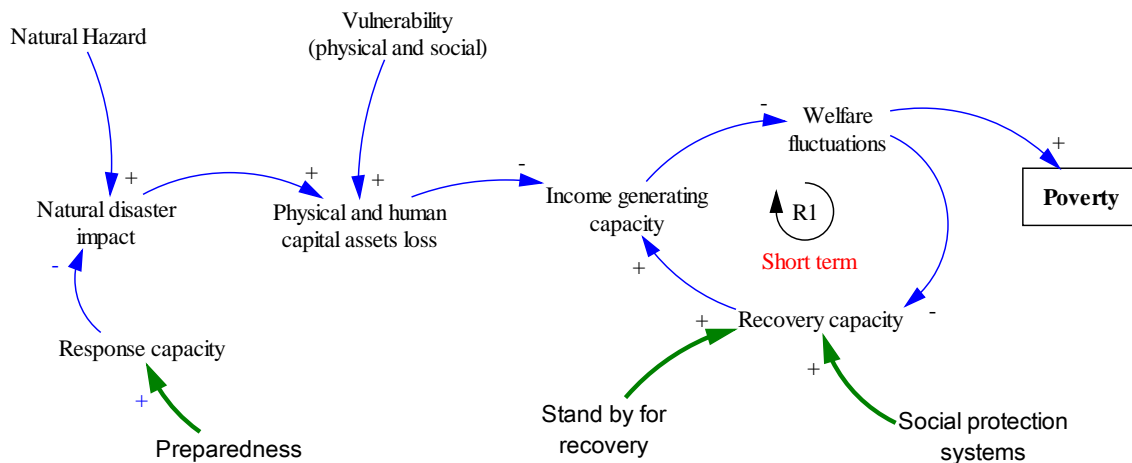 Natural Hazard
Vulnerability
(physical and social)
+
+
+
-
-
+
Welfare
fluctuations
Natural disaster
impact
Physical and human
capital assets loss
Income generating
capacity
R1
Short term
Poverty
-
+
Response capacity
+
Recovery capacity
-
+
+
Preparedness
Stand by for
recovery
Social protection
systems